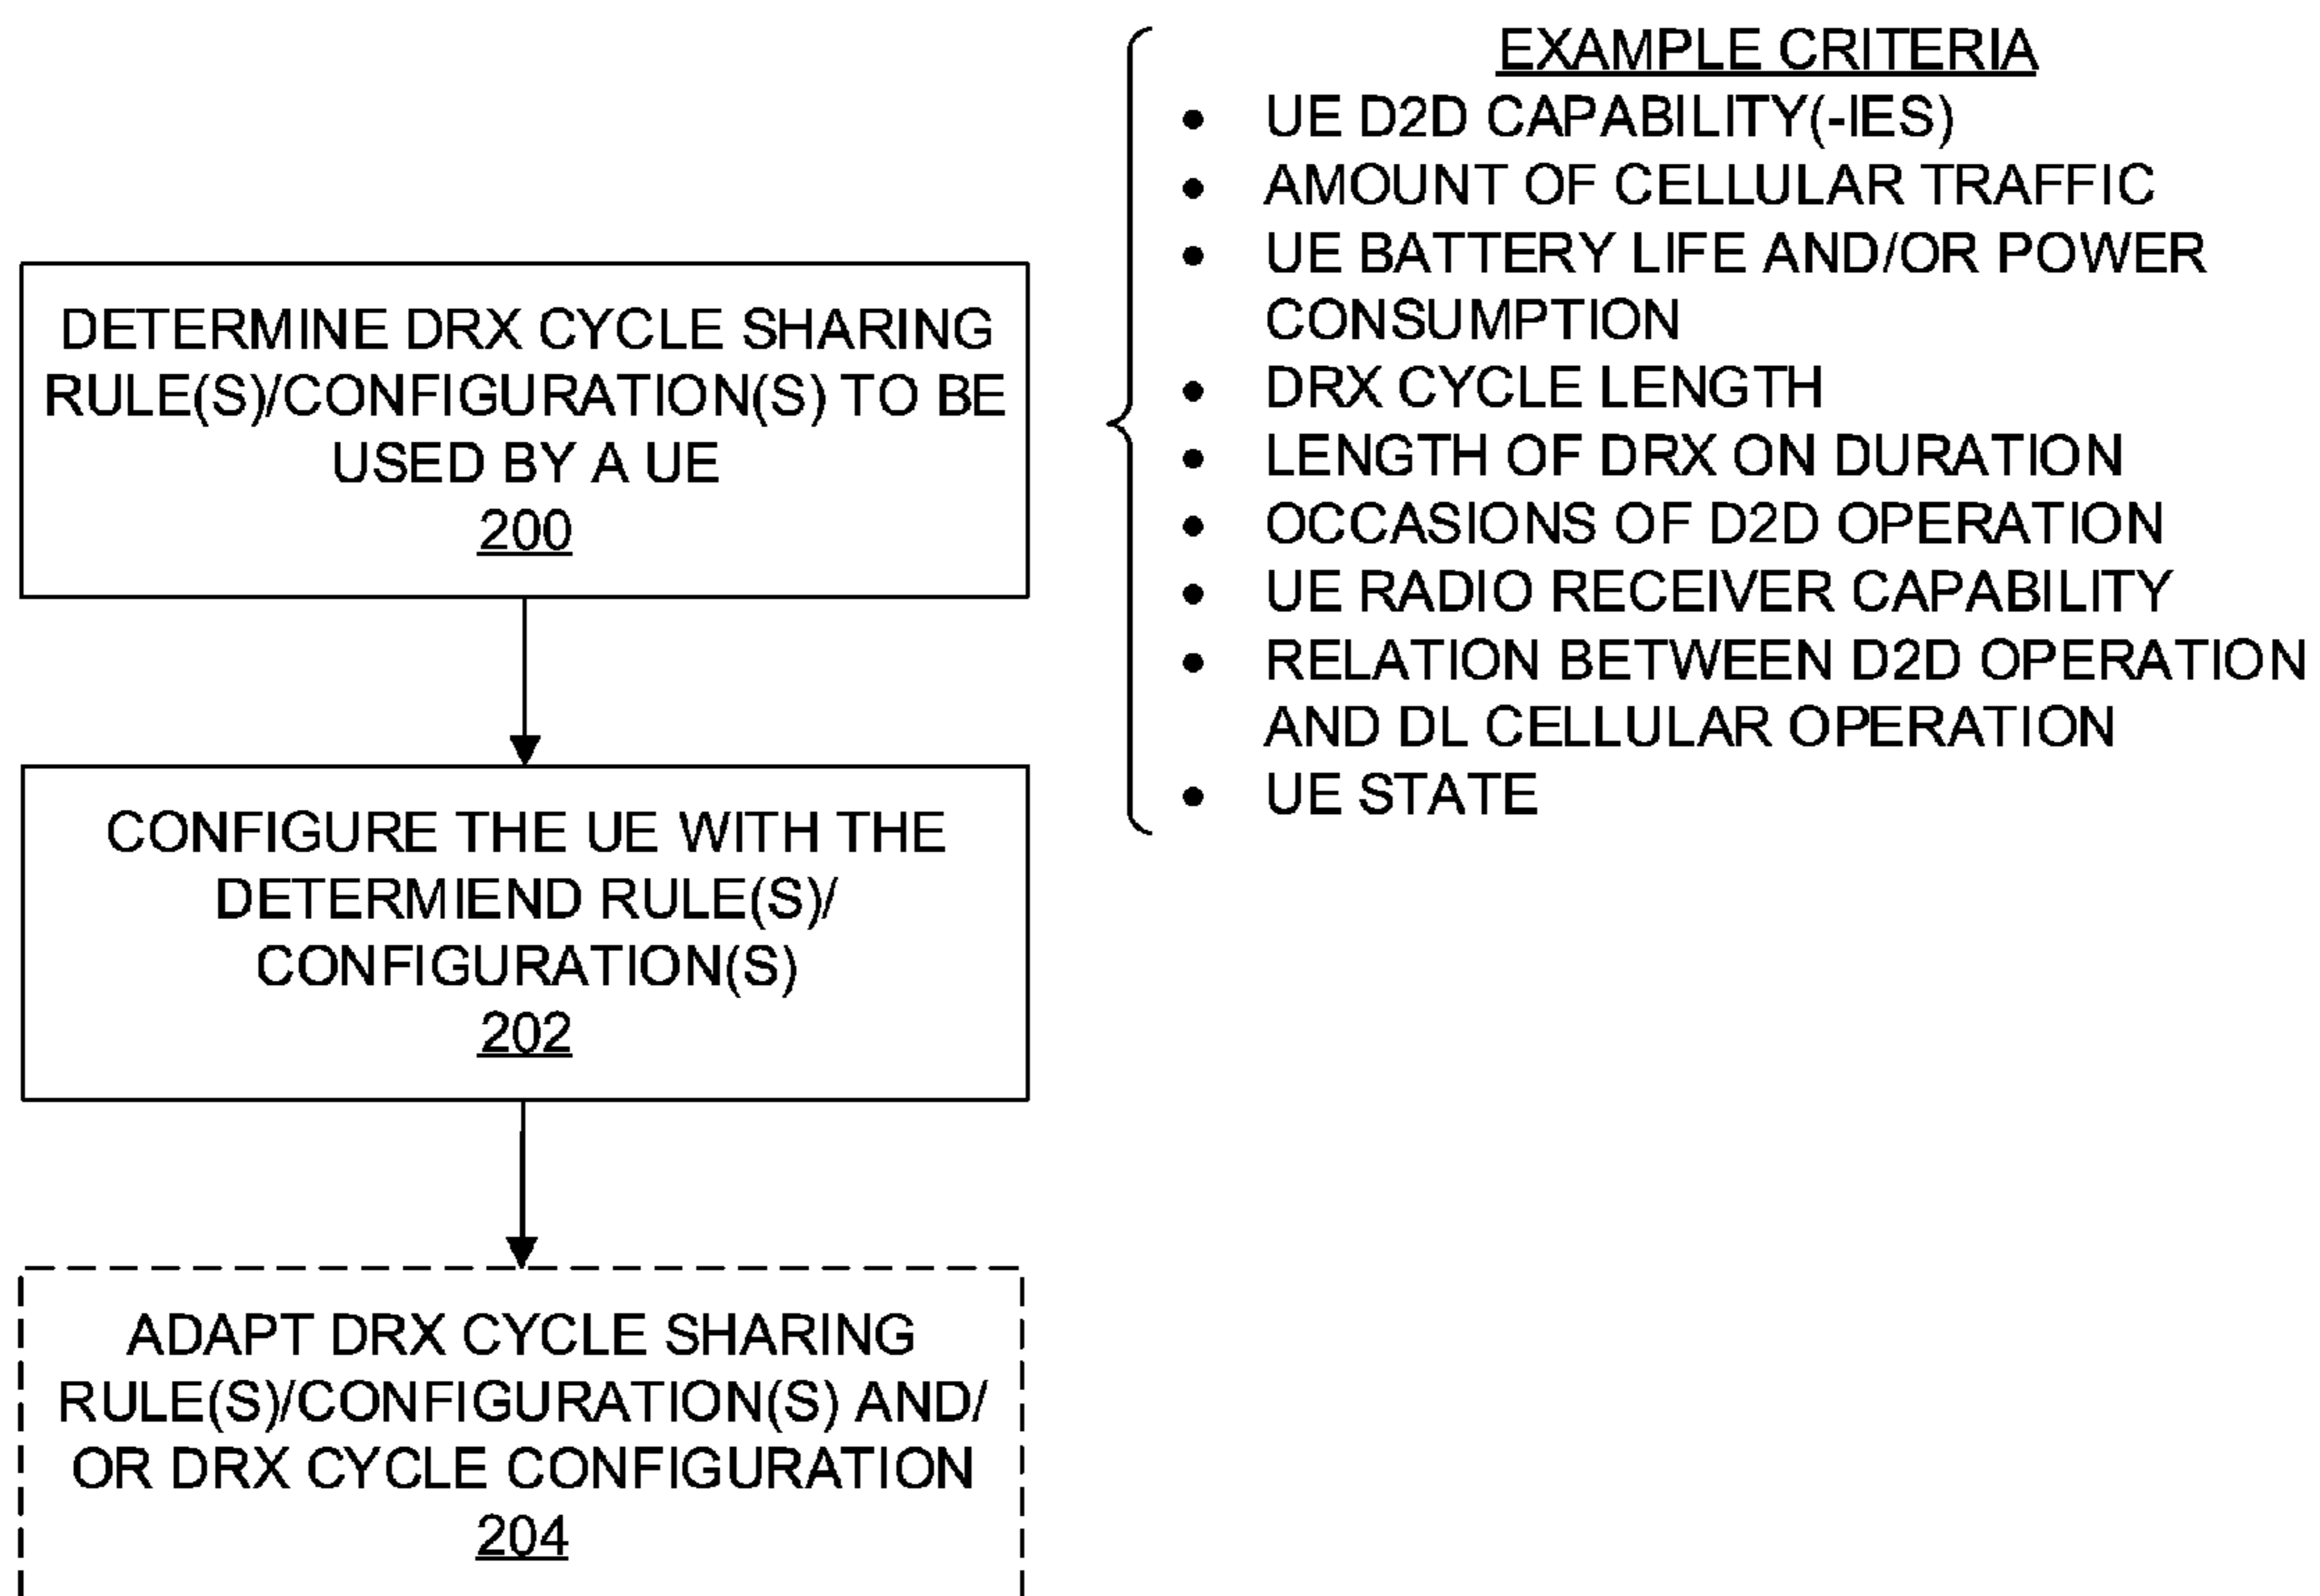 DETERMINE DRX CYCLE SHARING
RULE(S)/CONFIGURATION(S) TO BE
USED BY A UE
200
EXAMPLE CRITERIA
• UE D2D CAPABILITY(-IES)
• AMOUNT OF CELLULAR TRAFFIC
• UE BATTERY LIFE AND/OR POWER
CONSUMPTION
• DRX CYCLE LENGTH
• LENGTH OF DRX ON DURATION
• OCCASIONS OF D2D OPERATION
• UE RADIO RECEIVER CAPABILITY
• RELATION BETWEEN D2D OPERATION
AND DL CELLULAR OPERATION
• UE STATE
CONFIGURE THE UE WITH THE
DETERMIEND RULE(S)/
CONFIGURATION(S)
202
ADAPT DRX CYCLE SHARING
RULE(S)/CONFIGURATION(S) AND/
OR DRX CYCLE CONFIGURATION
204